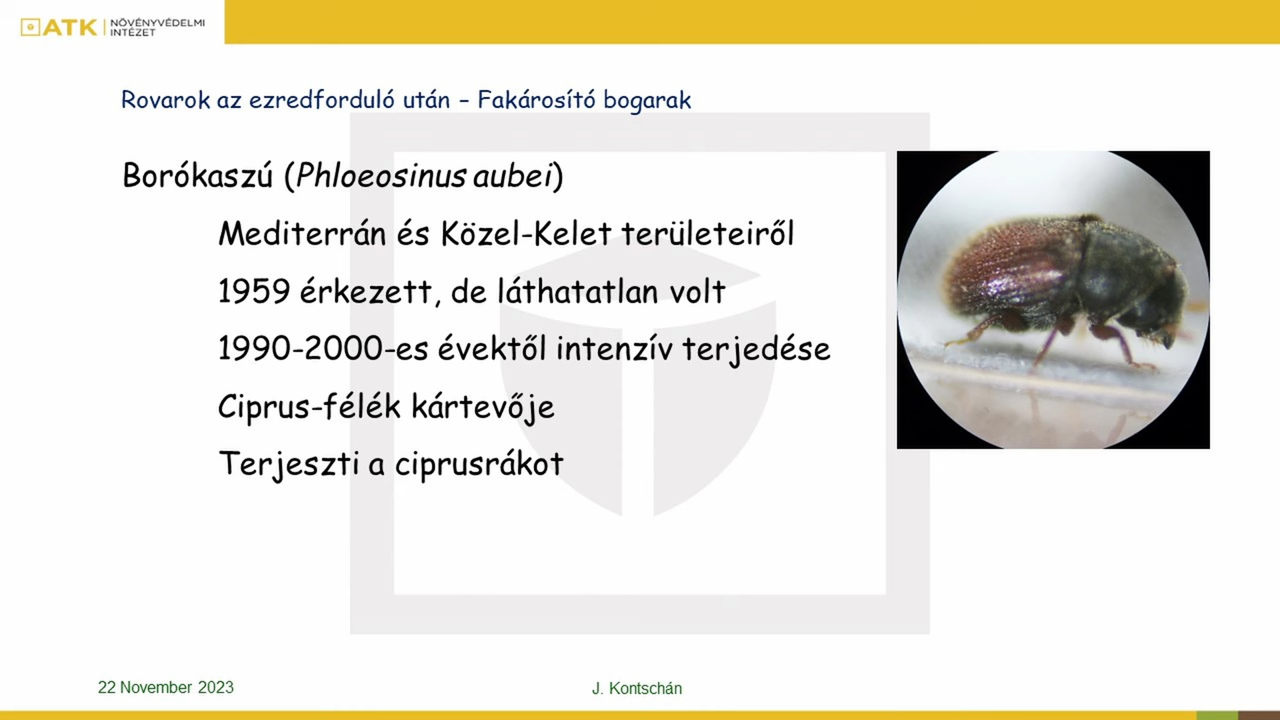 ATK NÖVÉNYVÉDELMI INTÉZET
Rovarok az ezredforduló után – Fakárosító bogarak
Borókaszú (Phloeosinus aubei)
Mediterrán és Közel-Kelet területeiről
1959 érkezett, de láthatatlan volt
1990-2000-es évektől intenzív terjedése
Ciprus-félék kártevője
Terjeszti a ciprusrákot
22 November 2023
J. Kontschán